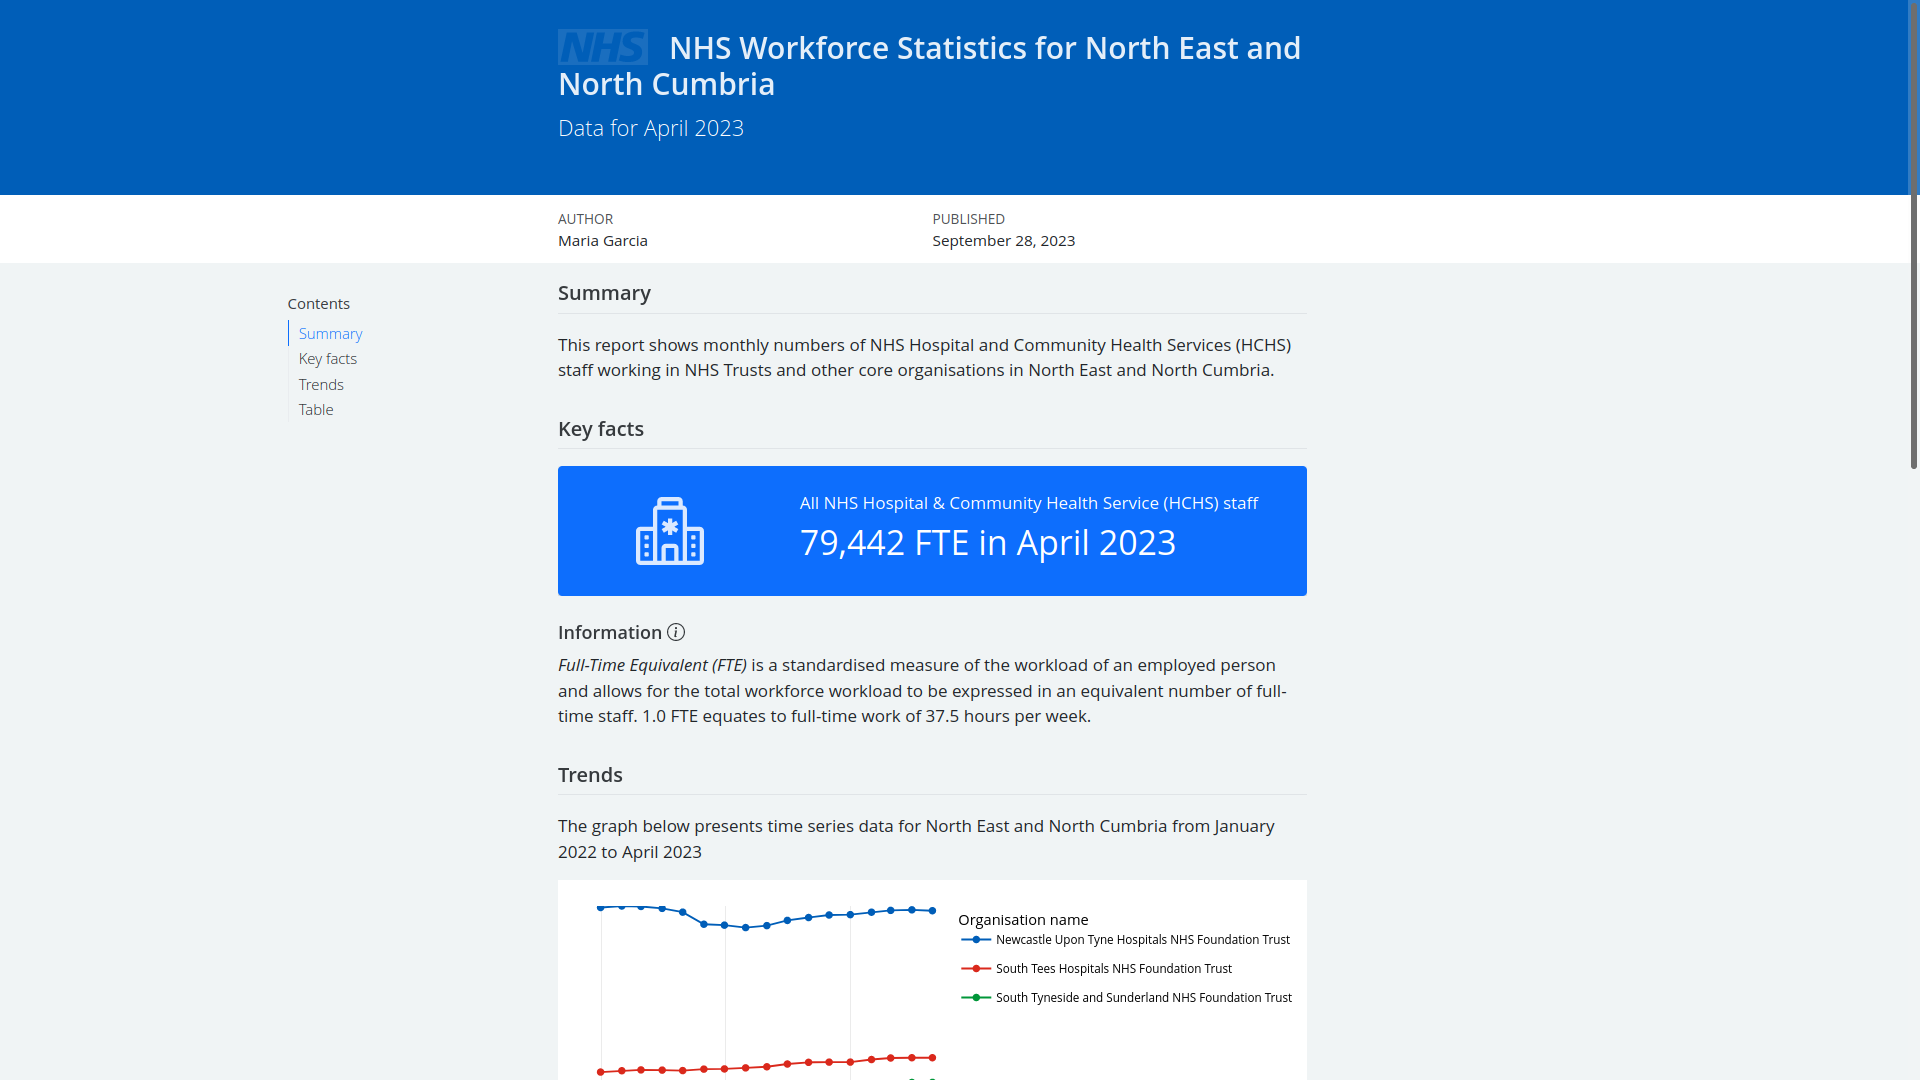 NHS NHS Workforce Statistics for North East and
North Cumbria
Data for April 2023
AUTHOR
Maria Garcia
PUBLISHED
September 28, 2023
Contents
Summary
Key facts
Trends
Table
Summary
This report shows monthly numbers of NHS Hospital and Community Health Services (HCHS)
staff working in NHS Trusts and other core organisations in North East and North Cumbria.
Key facts
All NHS Hospital & Community Health Service (HCHS) staff
79,442 FTE in April 2023
Information
Full-Time Equivalent (FTE) is a standardised measure of the workload of an employed person
and allows for the total workforce workload to be expressed in an equivalent number of full-
time staff. 1.0 FTE equates to full-time work of 37.5 hours per week.
Trends
The graph below presents time series data for North East and North Cumbria from January
2022 to April 2023
Organisation name
Newcastle Upon Tyne Hospitals NHS Foundation Trust
South Tees Hospitals NHS Foundation Trust
South Tyneside and Sunderland NHS Foundation Trust